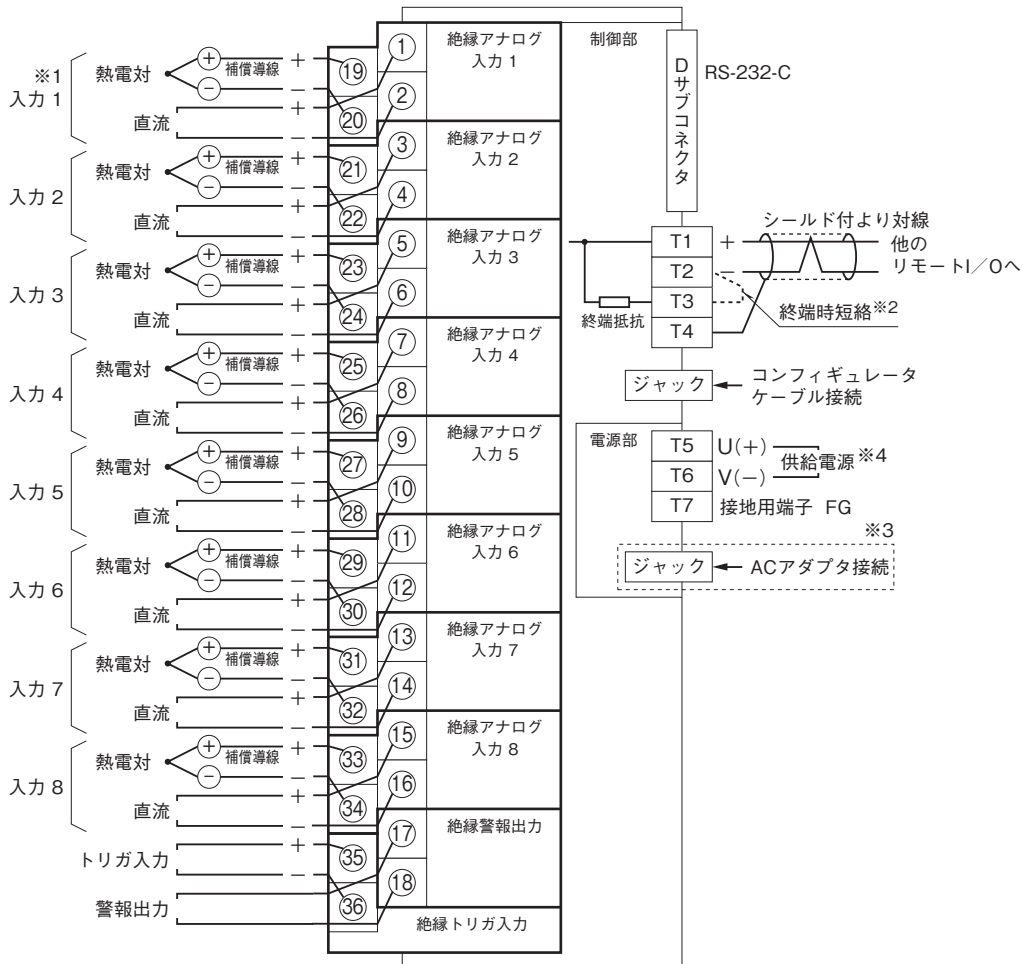 ※1
入力 1
熱電対
+
−
補償導線
+
−
直流
+
−
19
20
1
2
絶縁アナログ
入力 1
入力 2
熱電対
+
−
補償導線
+
−
直流
+
−
21
22
3
4
絶縁アナログ
入力 2
入力 3
熱電対
+
−
補償導線
+
−
直流
+
−
23
24
5
6
絶縁アナログ
入力 3
入力 4
熱電対
+
−
補償導線
+
−
直流
+
−
25
26
7
8
絶縁アナログ
入力 4
入力 5
熱電対
+
−
補償導線
+
−
直流
+
−
27
28
9
10
絶縁アナログ
入力 5
入力 6
熱電対
+
−
補償導線
+
−
直流
+
−
29
30
11
12
絶縁アナログ
入力 6
入力 7
熱電対
+
−
補償導線
+
−
直流
+
−
31
32
13
14
絶縁アナログ
入力 7
入力 8
熱電対
+
−
補償導線
+
−
直流
+
−
33
34
15
16
絶縁アナログ
入力 8
トリガ入力
+
−
35
36
警報出力
17
18
絶縁警報出力
絶縁トリガ入力
制御部
Dサブコネクタ
RS-232-C
シールド付より対線
T1
+
他の
リモートI／Oへ
T2
−
T3
終端抵抗
終端時短絡※2
T4
ジャック
コンフィギュレータ
ケーブル接続
電源部
T5
U(+)
供給電源※4
T6
V(−)
T7
接地用端子 FG
※3
ジャック
ACアダプタ接続